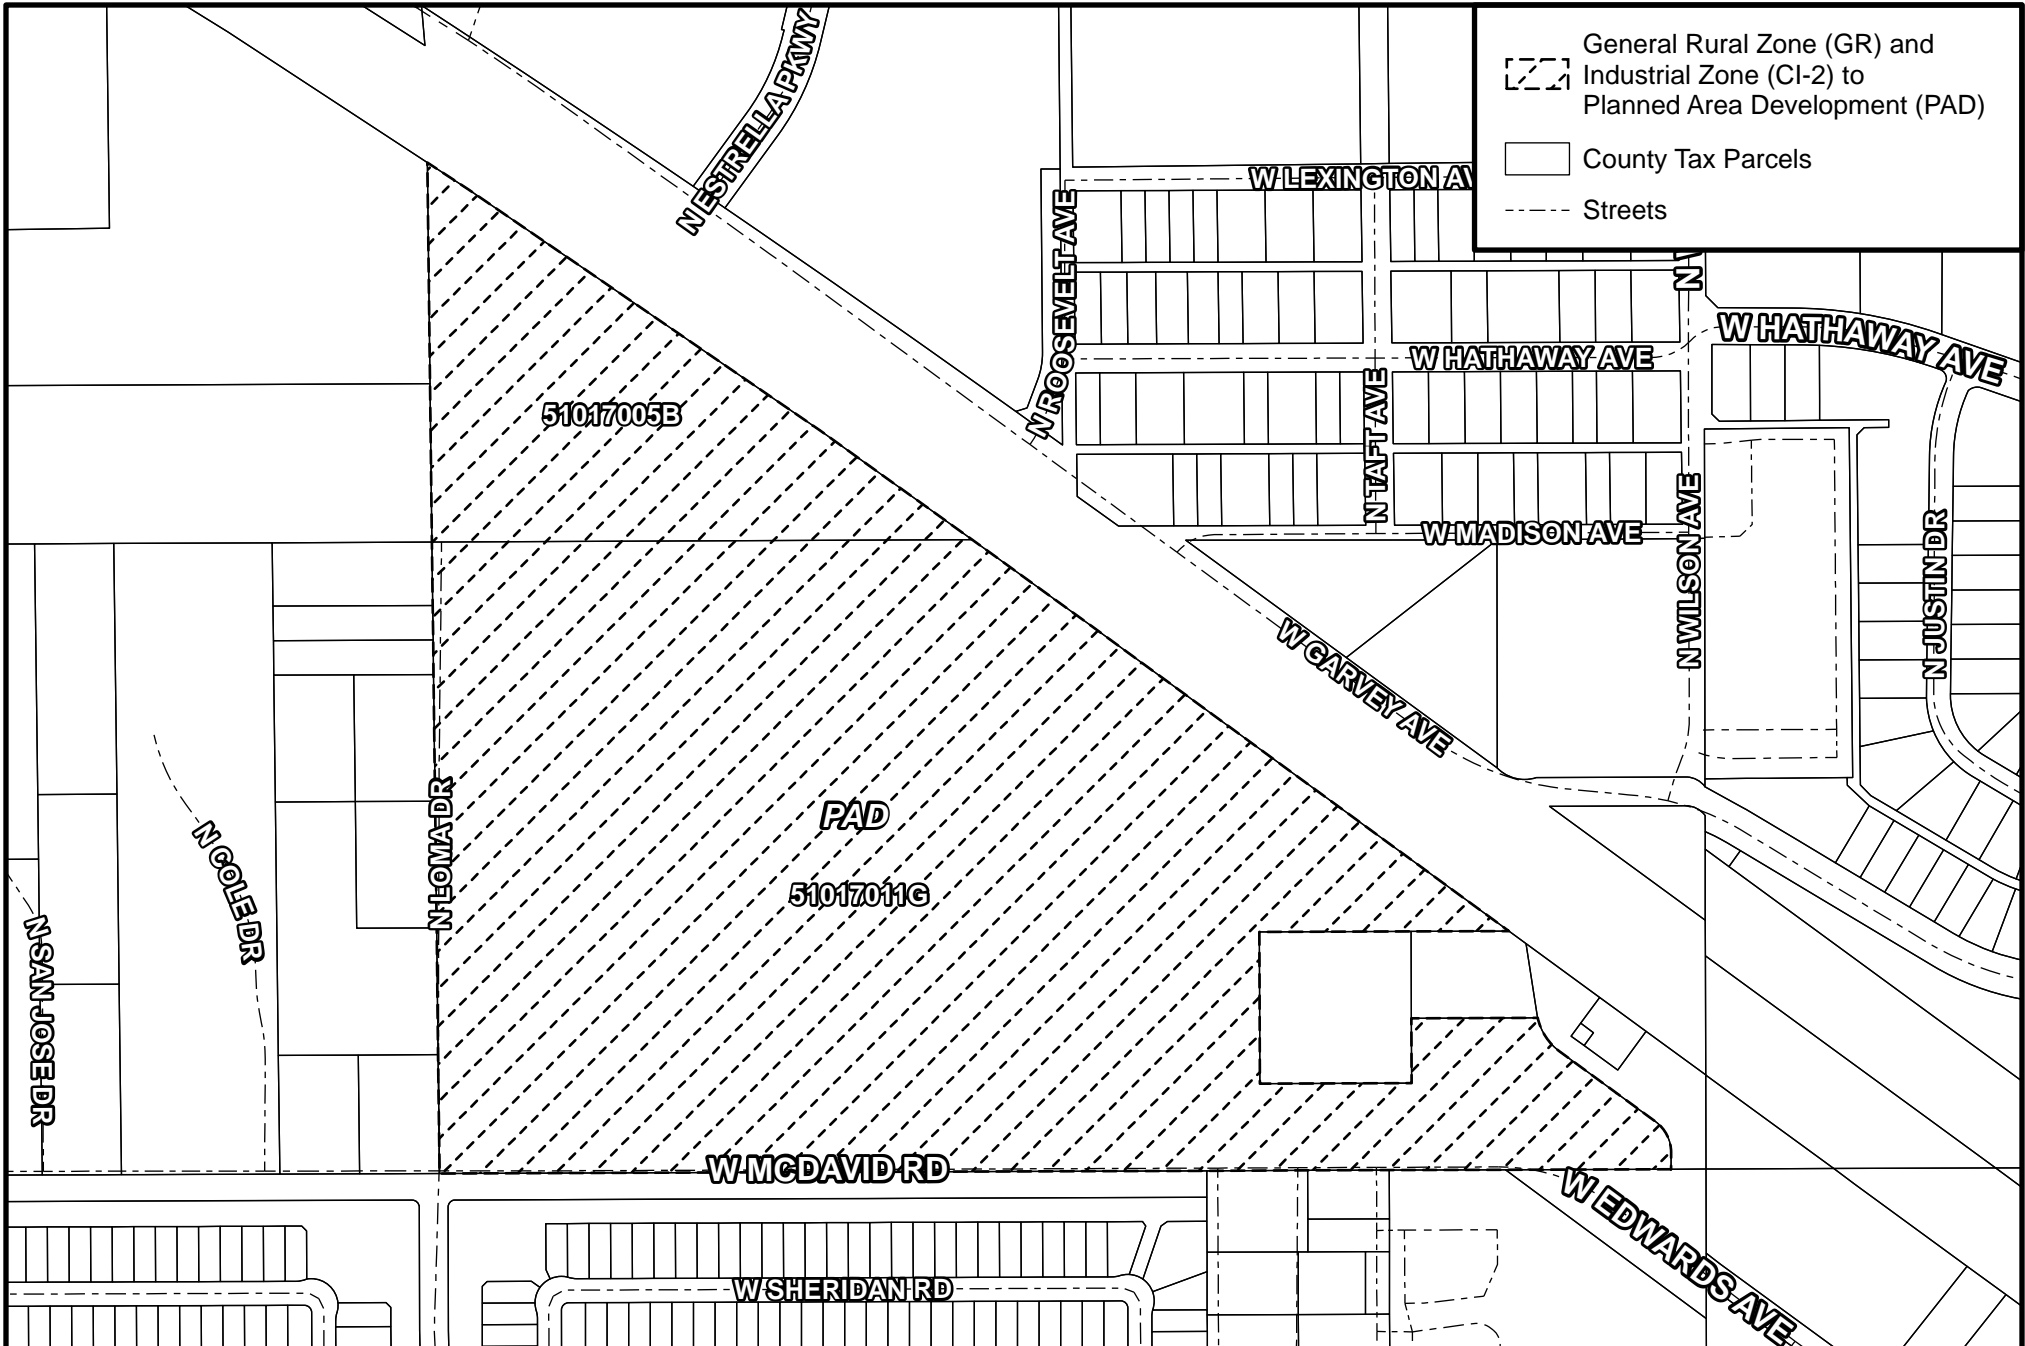 General Rural Zone (GR) and
Industrial Zone (CI-2) to
Planned Area Development (PAD)
County Tax Parcels
Streets
N ESTRELLA PKWY
W LEXINGTON AV
N ROOSEVELT AVE
W HATHAWAY AVE
W HATHAWAY AVE
51017005B
N TAFT AVE
W MADISON AVE
N WILSON AVE
N JUSTIN DR
W GARVEY AVE
PAD
51017011G
N LOMA DR
N COLE DR
N SAN JOSE DR
W MCDAVID RD
W EDWARDS AVE
W SHERIDAN RD